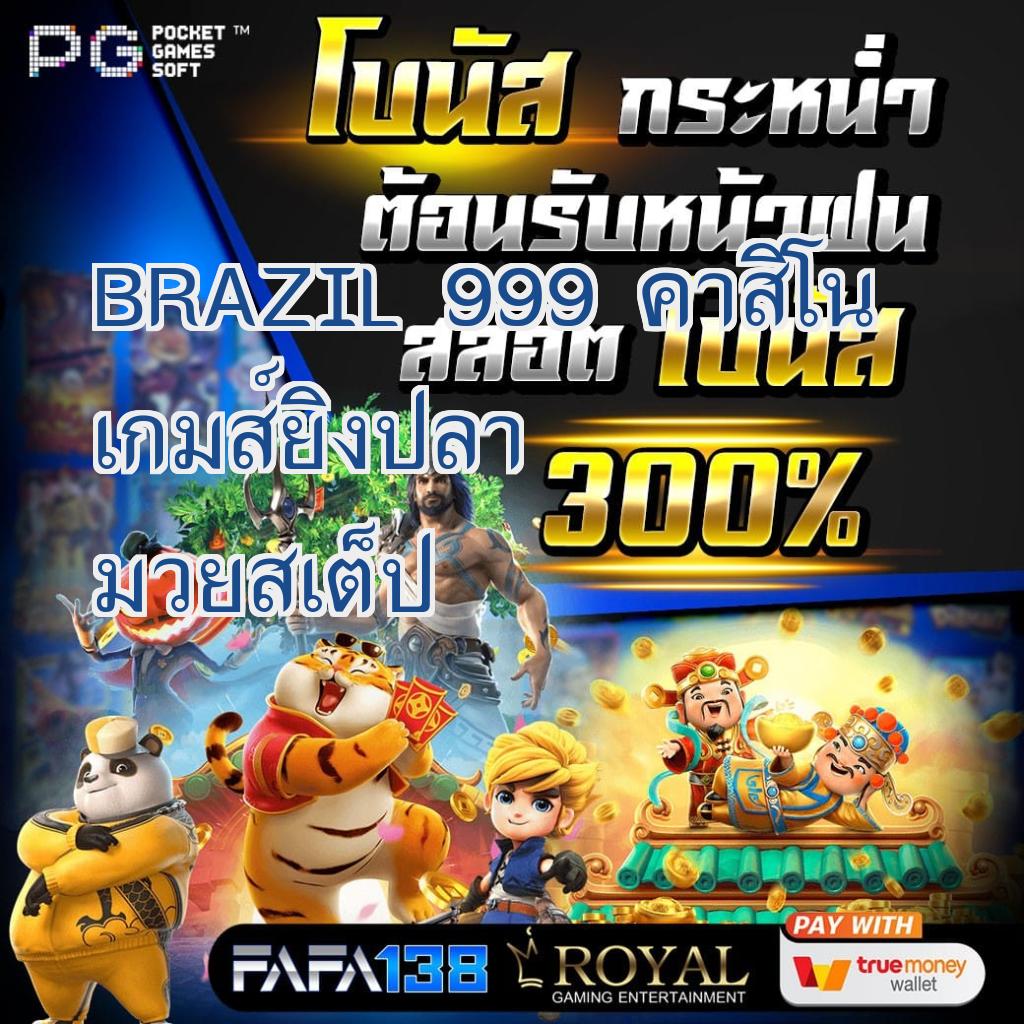 PG POCKET GAMES SOFT ™
โบนัส กระหน่ำ
ต้อนรับหน้าฝน
สล็อต โบนัส
300%
BRAZIL 999 คาสิโน
เกมส์ยิงปลา
มวยสเต็ป
FAFA138
ROYAL
GAMING ENTERTAINMENT
PAY WITH
truemoney
wallet